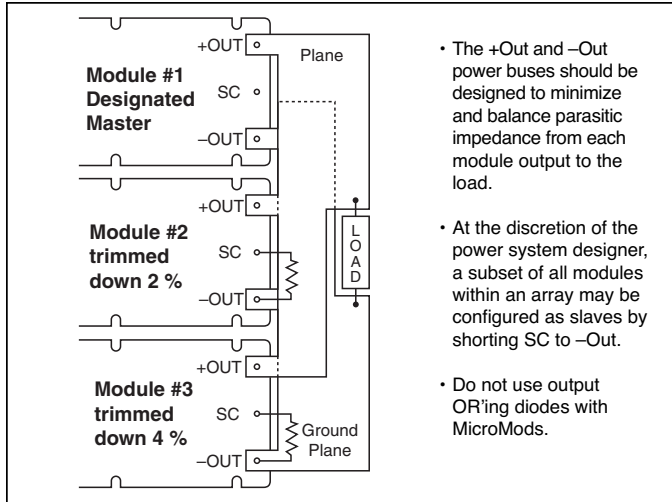 +OUT
Plane
Module #1
Designated
Master
SC
–OUT
+OUT
Module #2
trimmed
down 2 %
SC
–OUT
LOAD
+OUT
Module #3
trimmed
down 4 %
SC
–OUT
Ground
Plane
• The +Out and –Out
power buses should be
designed to minimize
and balance parasitic
impedance from each
module output to the
load.
• At the discretion of the
power system designer,
a subset of all modules
within an array may be
configured as slaves by
shorting SC to –Out.
• Do not use output
OR'ing diodes with
MicroMods.